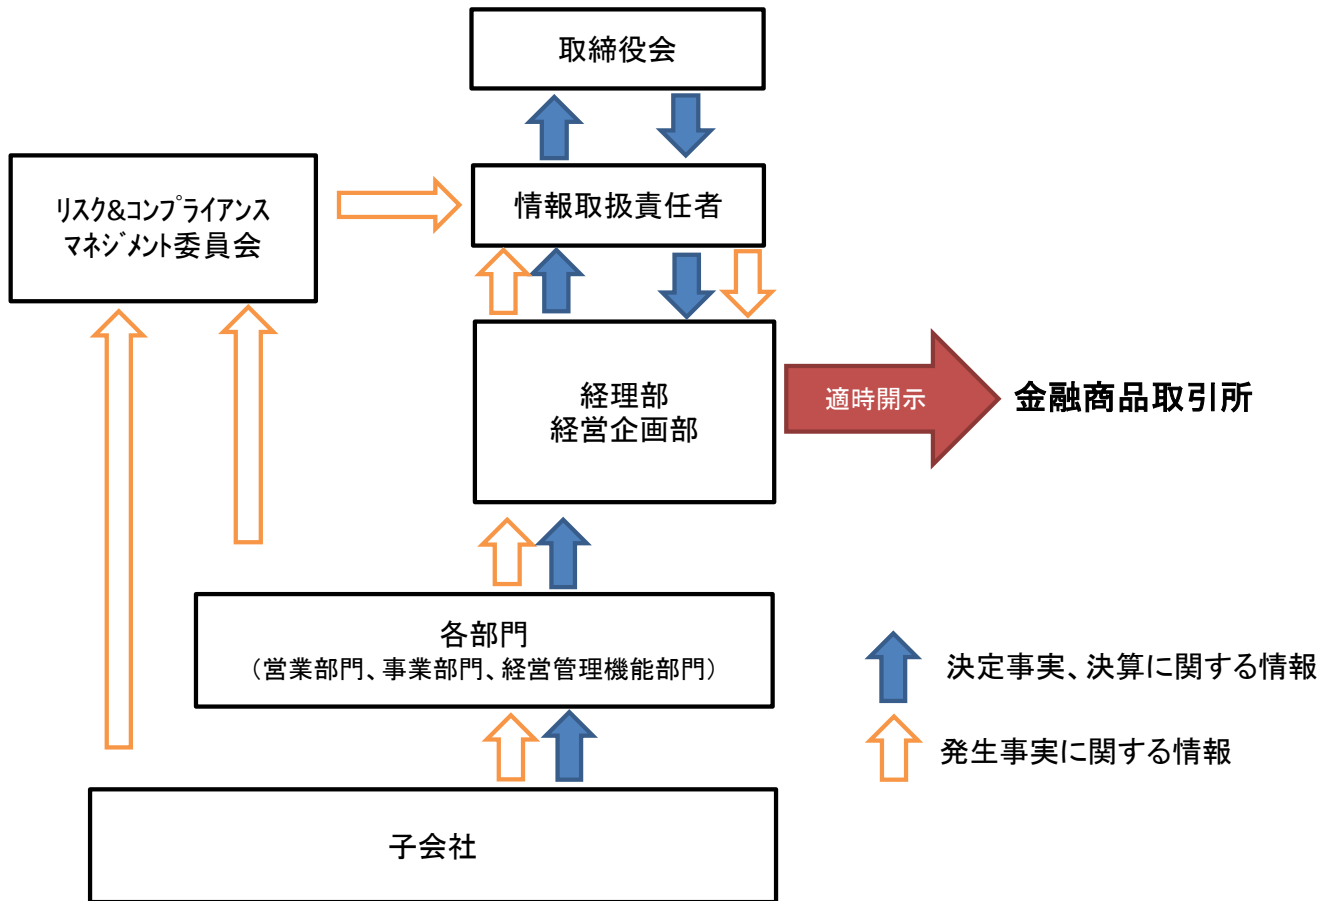 取締役会
情報取扱責任者
リスク&コンプライアンス
マネジメント委員会
経理部
経営企画部
適時開示
金融商品取引所
各部門
（営業部門、事業部門、経営管理機能部門）
決定事実、決算に関する情報
発生事実に関する情報
子会社